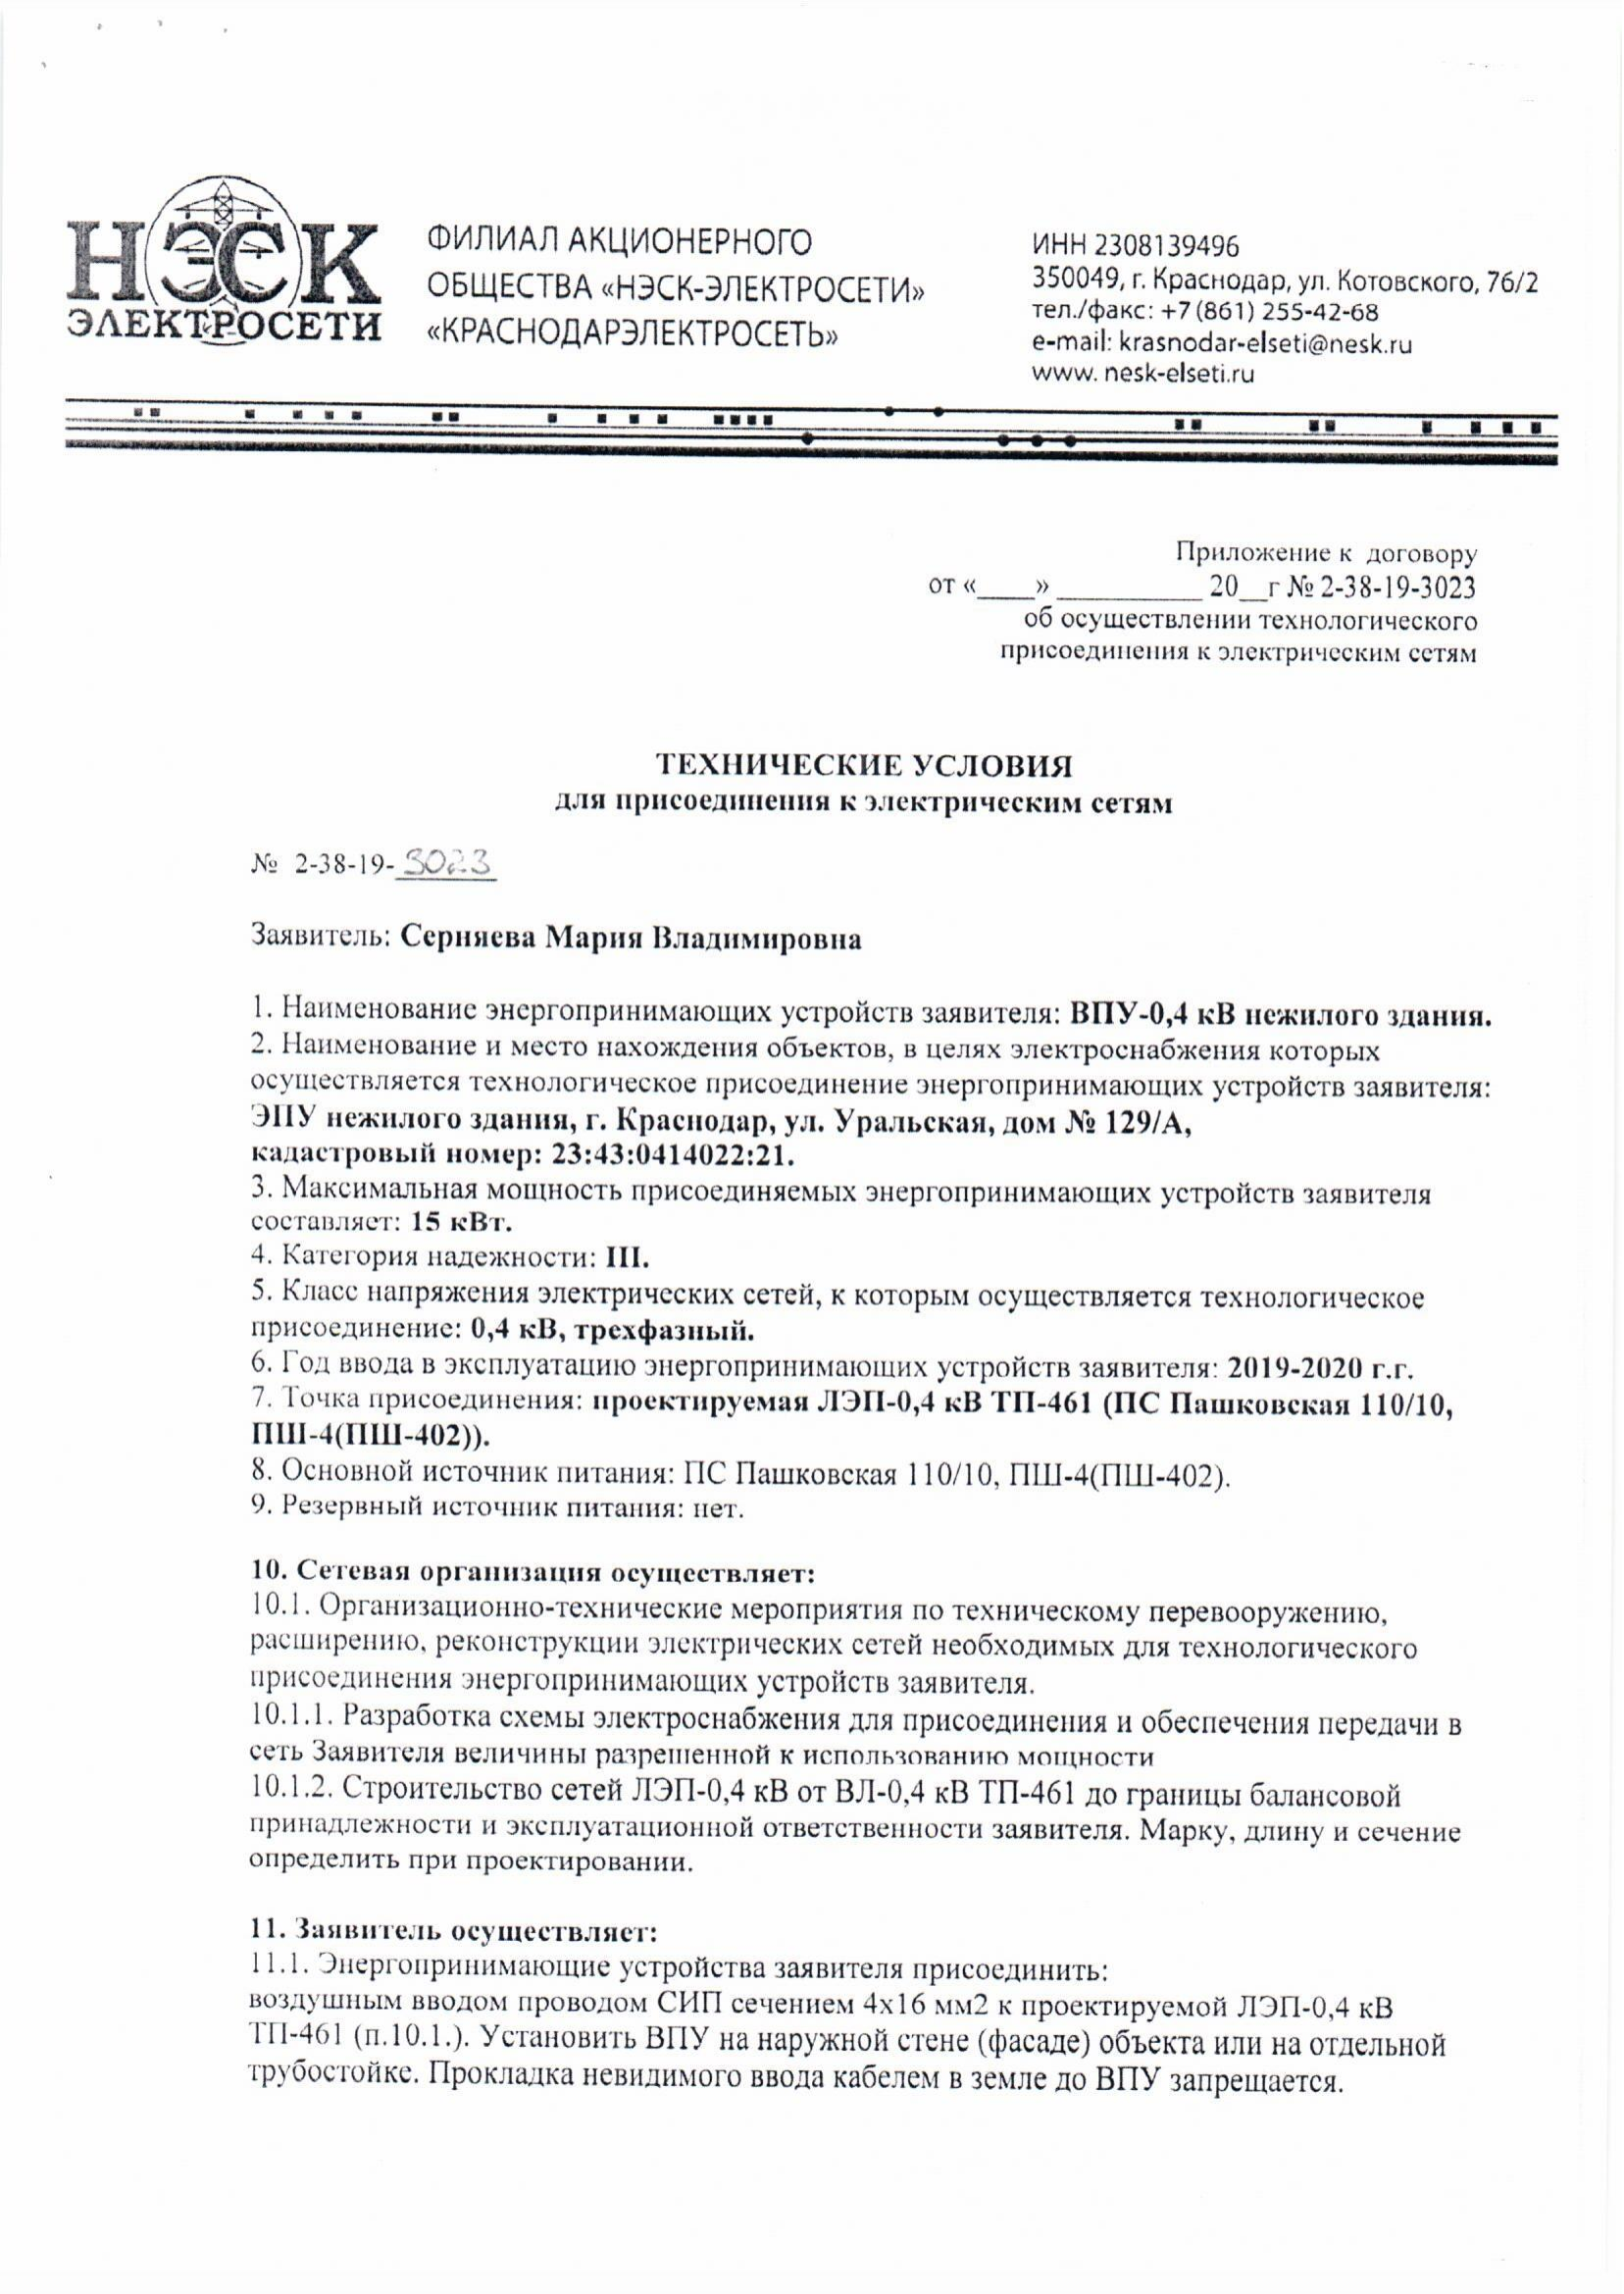 НЭСК
ЭЛЕКТРОСЕТИ
ФИЛИАЛ АКЦИОНЕРНОГО
ОБЩЕСТВА «НЭСК-ЭЛЕКТРОСЕТИ»
«КРАСНОДАРЭЛЕКТРОСЕТЬ»
ИНН 2308139496
350049, г. Краснодар, ул. Котовского, 76/2
тел./факс: +7 (861) 255-42-68
e-mail: krasnodar-elseti@nesk.ru
www. nesk-elseti.ru
Приложение к договору
от «____» __________ 20__г № 2-38-19-3023
об осуществлении технологического
присоединения к электрическим сетям
ТЕХНИЧЕСКИЕ УСЛОВИЯ
для присоединения к электрическим сетям
№ 2-38-19-3023
Заявитель: Серняева Мария Владимировна
1. Наименование энергопринимающих устройств заявителя: ВПУ-0,4 кВ нежилого здания.
2. Наименование и место нахождения объектов, в целях электроснабжения которых
осуществляется технологическое присоединение энергопринимающих устройств заявителя:
ЭПУ нежилого здания, г. Краснодар, ул. Уральская, дом № 129/А,
кадастровый номер: 23:43:0414022:21.
3. Максимальная мощность присоединяемых энергопринимающих устройств заявителя
составляет: 15 кВт.
4. Категория надежности: III.
5. Класс напряжения электрических сетей, к которым осуществляется технологическое
присоединение: 0,4 кВ, трехфазный.
6. Год ввода в эксплуатацию энергопринимающих устройств заявителя: 2019-2020 г.г.
7. Точка присоединения: проектируемая ЛЭП-0,4 кВ ТП-461 (ПС Пашковская 110/10,
ПШ-4(ПШ-402)).
8. Основной источник питания: ПС Пашковская 110/10, ПШ-4(ПШ-402).
9. Резервный источник питания: нет.
10. Сетевая организация осуществляет:
10.1. Организационно-технические мероприятия по техническому перевооружению,
расширению, реконструкции электрических сетей необходимых для технологического
присоединения энергопринимающих устройств заявителя.
10.1.1. Разработка схемы электроснабжения для присоединения и обеспечения передачи в
сеть Заявителя величины разрешенной к использованию мощности
10.1.2. Строительство сетей ЛЭП-0,4 кВ от ВЛ-0,4 кВ ТП-461 до границы балансовой
принадлежности и эксплуатационной ответственности заявителя. Марку, длину и сечение
определить при проектировании.
11. Заявитель осуществляет:
11.1. Энергопринимающие устройства заявителя присоединить:
воздушным вводом проводом СИП сечением 4х16 мм2 к проектируемой ЛЭП-0,4 кВ
ТП-461 (п.10.1.). Установить ВПУ на наружной стене (фасаде) объекта или на отдельной
трубостойке. Прокладка невидимого ввода кабелем в земле до ВПУ запрещается.